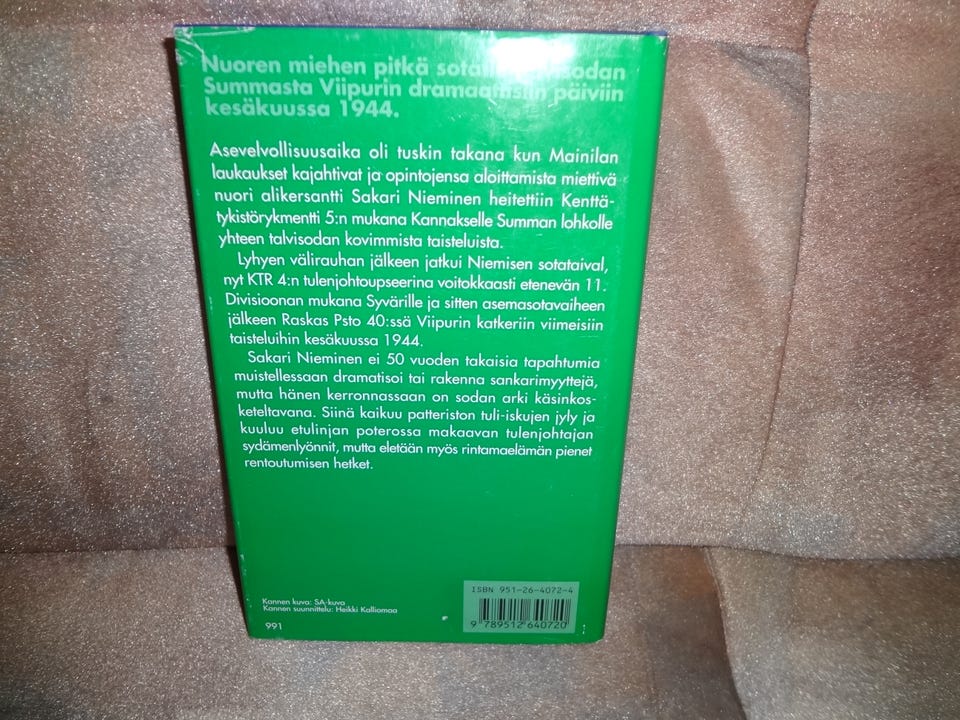 Nuoren miehen pitkä
Summasta Viipurin dramaattisiin päiviin
kesäkuussa 1944.
Asevelvollisuusaika oli tuskin takana kun Mainilan
laukaukset kajahtivat ja opintojensa aloittamista miettivä
nuori alikersantti Sakari Nieminen heitettiin Kenttä-
tykistörykmentti 5:n mukana Kannakselle Summan lohkolle
yhteen talvisodan kovimmista taisteluista.
Lyhyen välirauhan jälkeen jatkui Niemisen sotataival,
nyt KTR 4:n tulenjohtoupseerina voitokkaasti etenevän 11.
Divisioonan mukana Syvärille ja sitten asemasotavaiheen
jälkeen Raskas Psto 40:ssä Viipurin katkeriin viimeisiin
taisteluihin kesäkuussa 1944.
Sakari Nieminen ei 50 vuoden takaisia tapahtumia
muistellessaan dramatisoi tai rakenna sankarimyyttejä,
mutta hänen kerronnassaan on sodan arki käsinkos-
keteltavana. Siinä kaikuu patteriston tuli-iskujen jyly ja
kuuluu etulinjan poterossa makaavan tulenjohtajan
sydämenlyönnit, mutta eletään myös rintamaelämän pienet
rentoutumisen hetket.
ISBN 951-26-4072-4
Kannen kuva: SA-kuva
Kannen suunnittelu: Heikki Kalliomaa
991
9 789512 640720